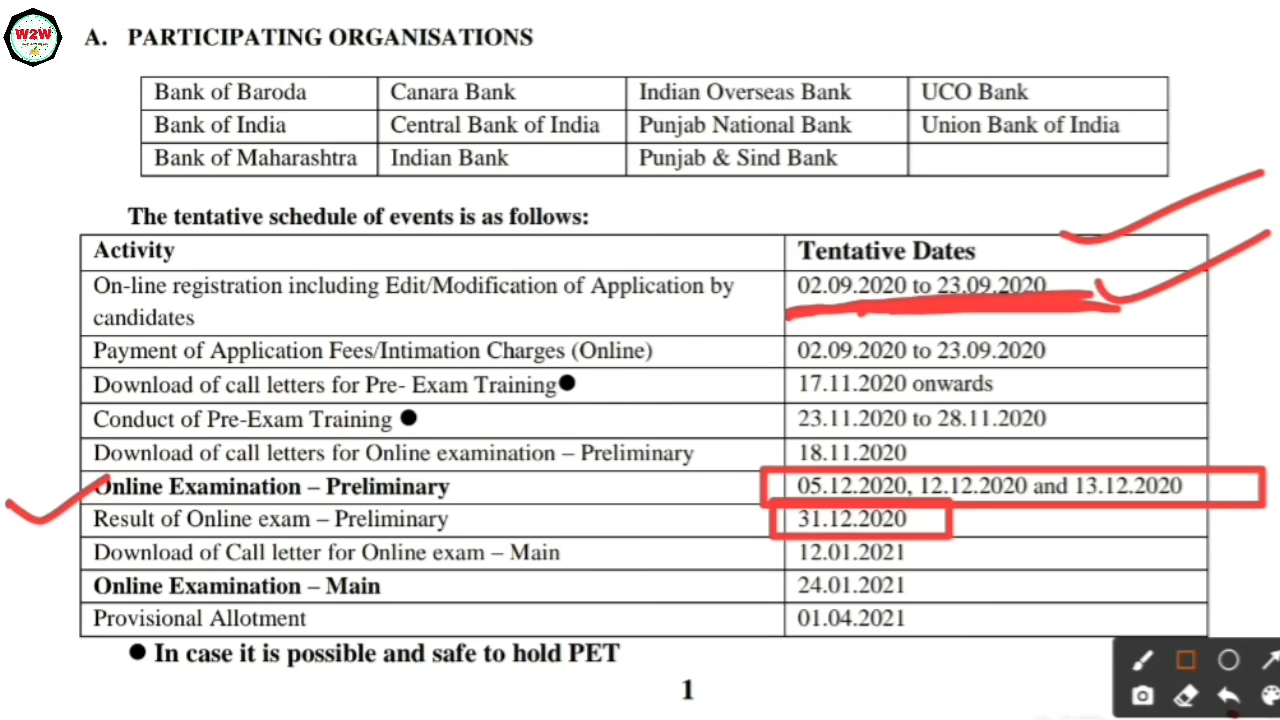 W2W
A. PARTICIPATING ORGANISATIONS
Bank of Baroda Canara Bank Indian Overseas Bank UCO Bank
Bank of India Central Bank of India Punjab National Bank Union Bank of India
Bank of Maharashtra Indian Bank Punjab & Sind Bank
The tentative schedule of events is as follows:
Activity Tentative Dates
On-line registration including Edit/Modification of Application by 02.09.2020 to 23.09.2020
candidates
Payment of Application Fees/Intimation Charges (Online) 02.09.2020 to 23.09.2020
Download of call letters for Pre- Exam Training● 17.11.2020 onwards
Conduct of Pre-Exam Training ● 23.11.2020 to 28.11.2020
Download of call letters for Online examination – Preliminary 18.11.2020
Online Examination – Preliminary 05.12.2020, 12.12.2020 and 13.12.2020
Result of Online exam – Preliminary 31.12.2020
Download of Call letter for Online exam – Main 12.01.2021
Online Examination – Main 24.01.2021
Provisional Allotment 01.04.2021
● In case it is possible and safe to hold PET
1